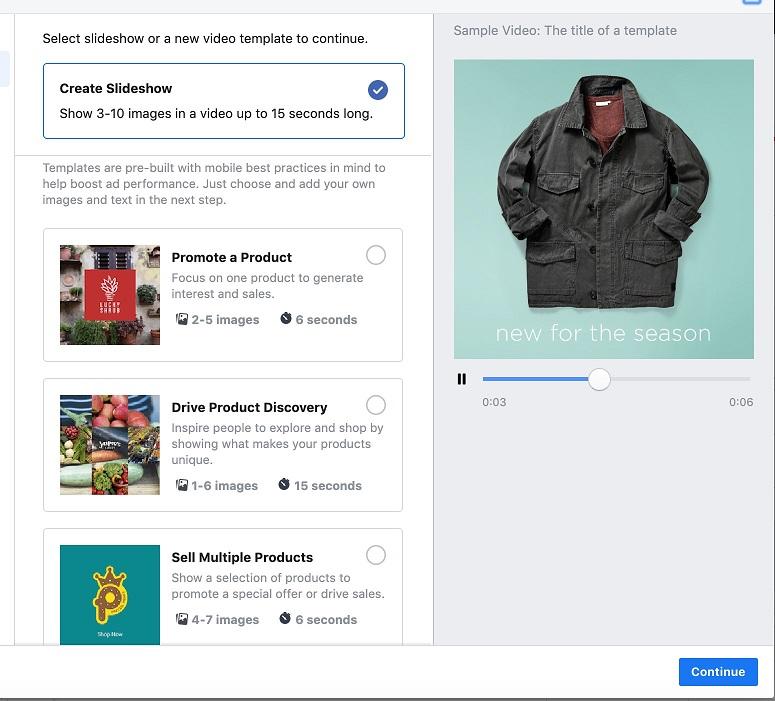 Select slideshow or a new video template to continue.
Create Slideshow
Show 3-10 images in a video up to 15 seconds long.
Templates are pre-built with mobile best practices in mind to
help boost ad performance. Just choose and add your own
images and text in the next step.
Promote a Product
Focus on one product to generate
interest and sales.
2-5 images 6 seconds
LUCKY
SHRUB
Drive Product Discovery
Inspire people to explore and shop by
showing what makes your products
unique.
1-6 images 15 seconds
Sell Multiple Products
Show a selection of products to
promote a special offer or drive sales.
4-7 images 6 seconds
Shop Now
Sample Video: The title of a template
new for the season
0:03 0:06
Continue